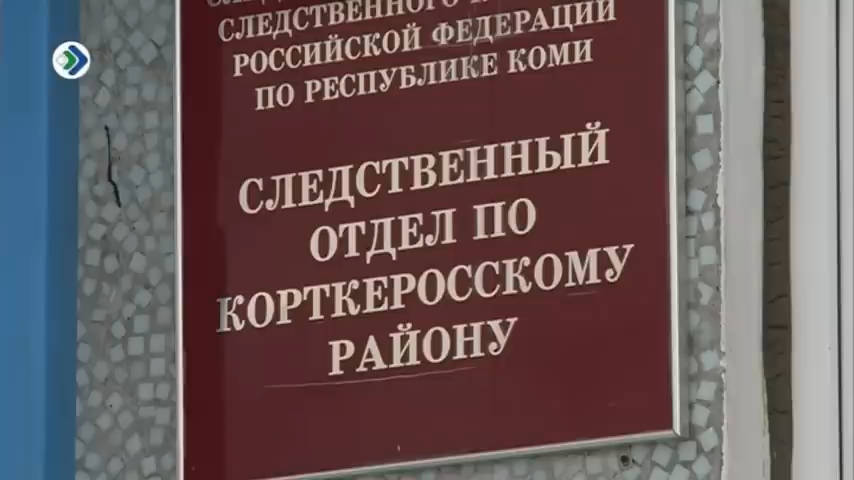 СЛЕДСТВЕННОГО
РОССИЙСКОЙ ФЕДЕРАЦИИ
ПО РЕСПУБЛИКЕ КОМИ
СЛЕДСТВЕННЫЙ
ОТДЕЛ ПО
КОРТКЕРОССКОМУ
РАЙОНУ